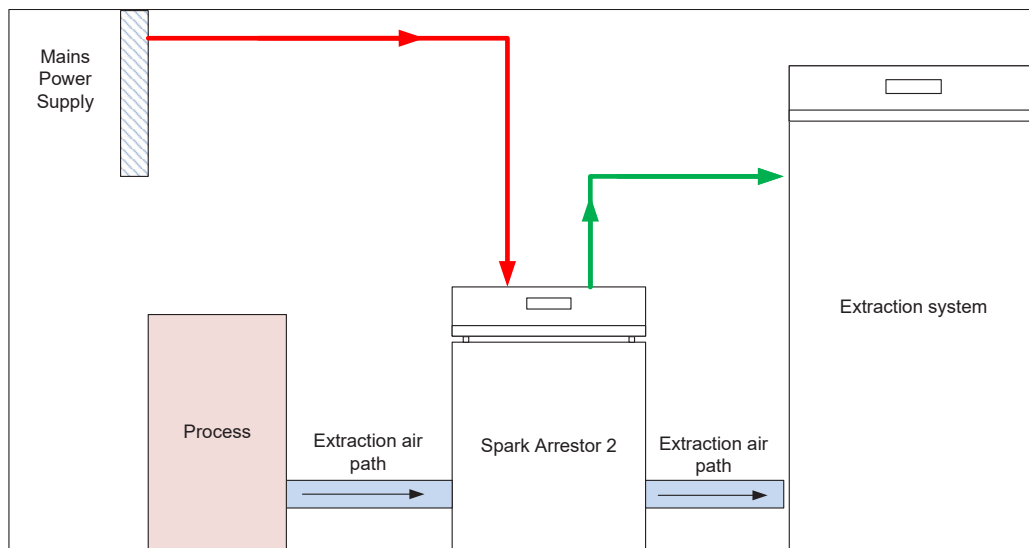 Mains
Power
Supply
Extraction system
Process
Extraction air
path
Spark Arrestor 2
Extraction air
path